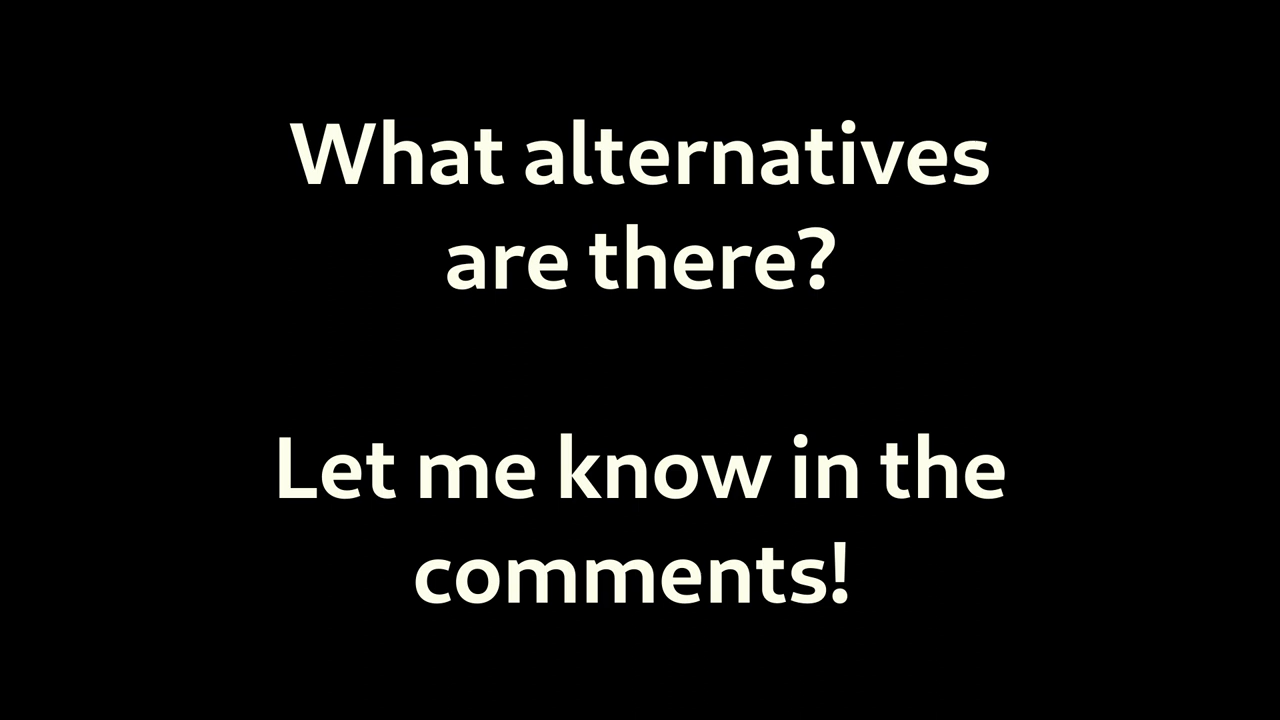 What alternatives
are there?
Let me know in the
comments!